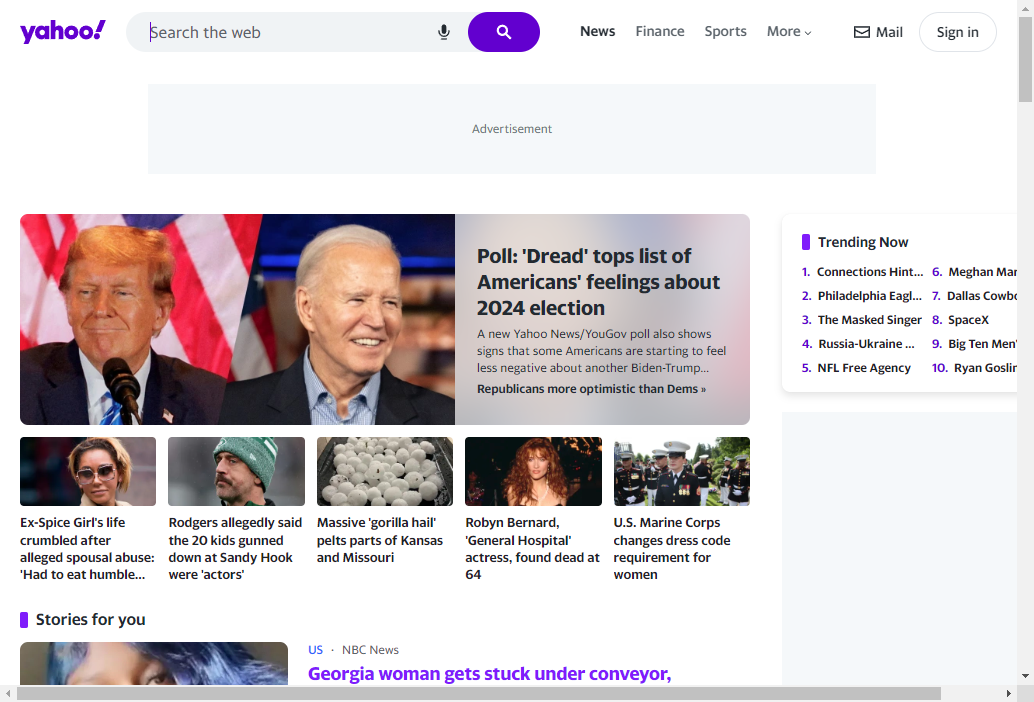 yahoo!
Search the web
News
Finance
Sports
More
Mail
Sign in
Advertisement
Poll: 'Dread' tops list of
Americans' feelings about
2024 election
A new Yahoo News/YouGov poll also shows
signs that some Americans are starting to feel
less negative about another Biden-Trump...
Republicans more optimistic than Dems »
Trending Now
1. Connections Hint...
2. Philadelphia Eagl...
3. The Masked Singer
4. Russia-Ukraine ...
5. NFL Free Agency
6. Meghan Mar
7. Dallas Cowbo
8. SpaceX
9. Big Ten Men'
10. Ryan Goslin
Ex-Spice Girl's life
crumbled after
alleged spousal abuse:
'Had to eat humble...
Rodgers allegedly said
the 20 kids gunned
down at Sandy Hook
were 'actors'
Massive 'gorilla hail'
pelts parts of Kansas
and Missouri
Robyn Bernard,
'General Hospital'
actress, found dead at
64
U.S. Marine Corps
changes dress code
requirement for
women
Stories for you
US · NBC News
Georgia woman gets stuck under conveyor,